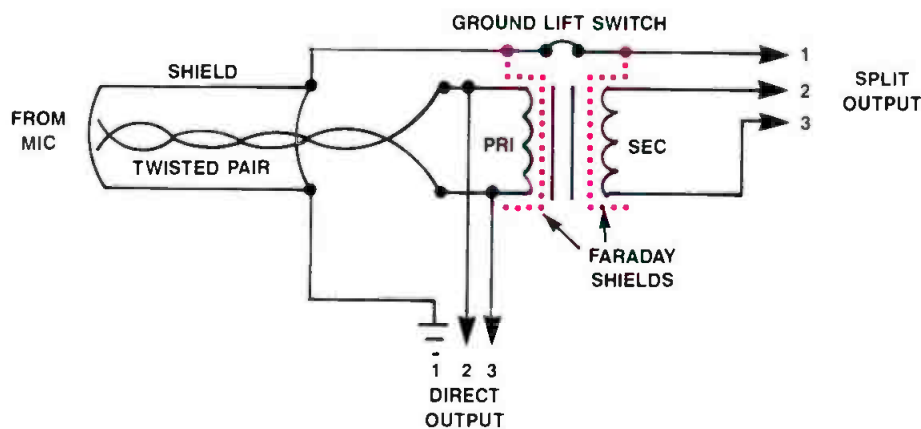 GROUND LIFT SWITCH
SHIELD
FROM
MIC
TWISTED PAIR
PRI
SEC
1
2
3
SPLIT
OUTPUT
FARADAY
SHIELDS
1 2 3
DIRECT
OUTPUT